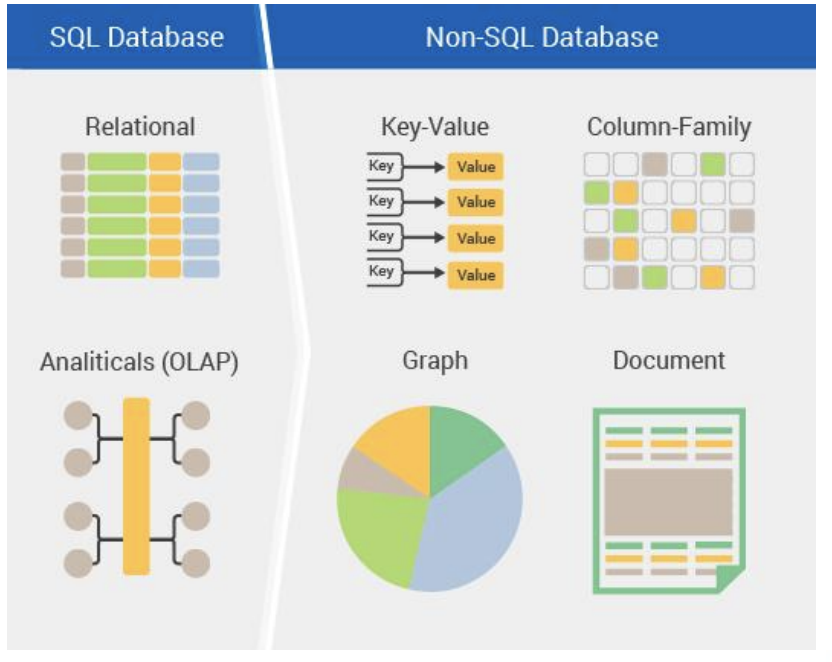 SQL Database
Non-SQL Database
Relational
Key-Value
Column-Family
Key
Value
Key
Value
Key
Value
Key
Value
Analiticals (OLAP)
Graph
Document